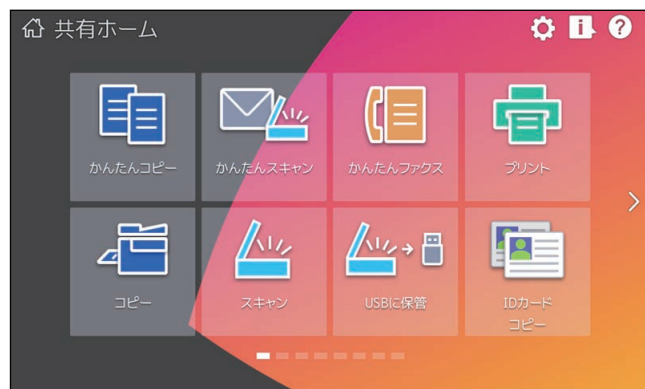 共有ホーム
かんたんコピー
かんたんスキャン
かんたんファクス
プリント
コピー
スキャン
USBに保管
IDカード
コピー